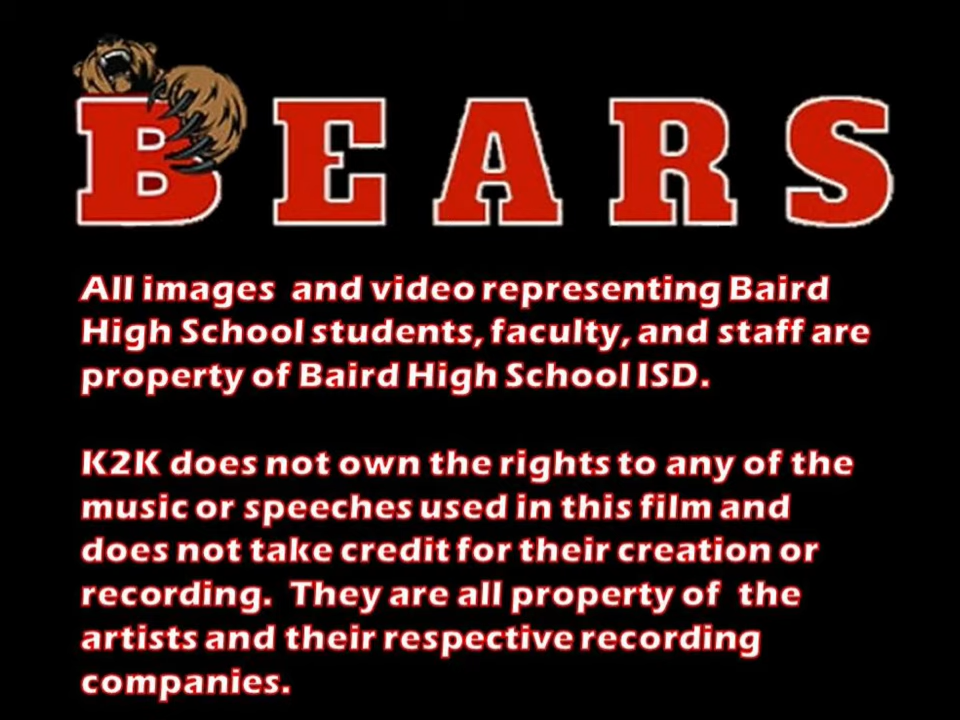 BEARS
All images and video representing Baird
High School students, faculty, and staff are
property of Baird High School ISD.
K2K does not own the rights to any of the
music or speeches used in this film and
does not take credit for their creation or
recording. They are all property of the
artists and their respective recording
companies.